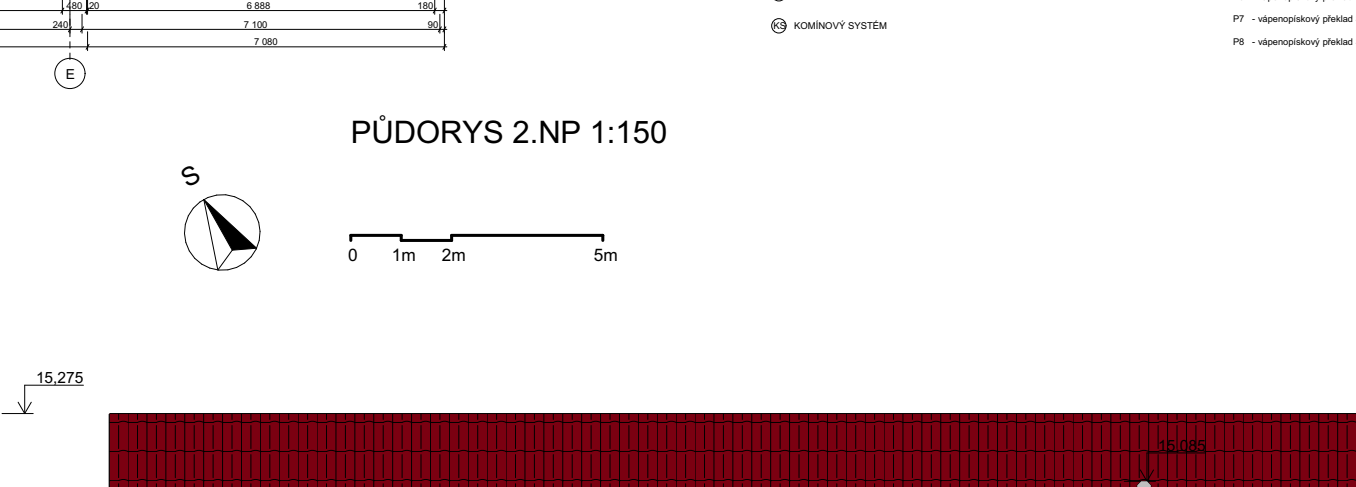 480 20 6 888 180
240 7 100 90
7 080
E
KS KOMÍNOVÝ SYSTÉM
P7 - vápenopískový překlad
P8 - vápenopískový překlad
PŮDORYS 2.NP 1:150
S
0 1m 2m 5m
15,275
15,085